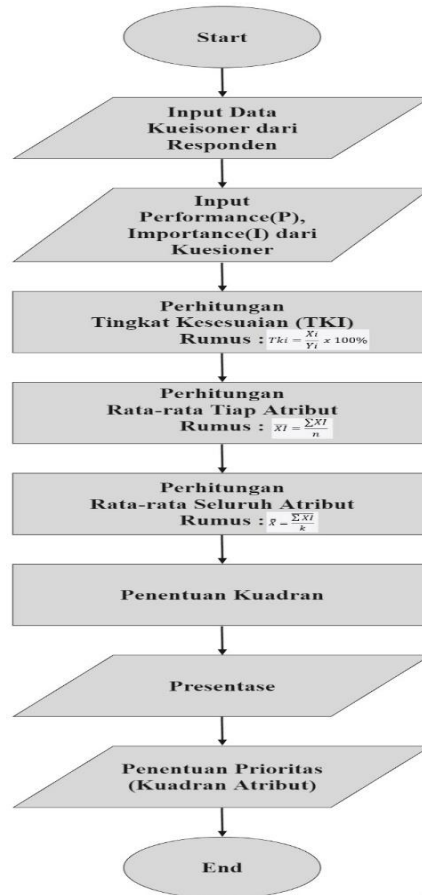 Start
Input Data
Kueisoner dari
Responden
Input
Performance(P),
Importance(I) dari
Kuesioner
Perhitungan
Tingkat Kesesuaian (TKI)
Rumus : Tki = Xi/Yi x 100%
Perhitungan
Rata-rata Tiap Atribut
Rumus : X̅I̅ = ∑XI/n
Perhitungan
Rata-rata Seluruh Atribut
Rumus : x̄ = ∑X̅i̅/k
Penentuan Kuadran
Presentase
Penentuan Prioritas
(Kuadran Atribut)
End